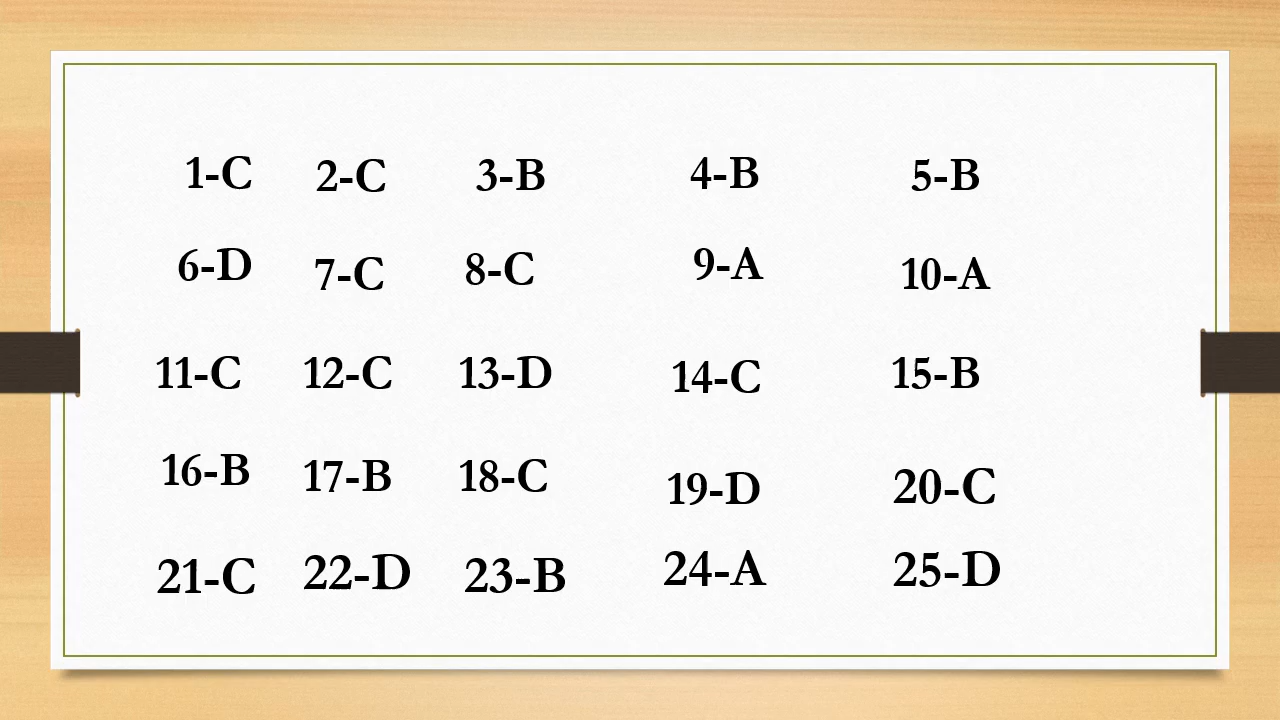 1-C 2-C 3-B 4-B 5-B
6-D 7-C 8-C 9-A 10-A
11-C 12-C 13-D 14-C 15-B
16-B 17-B 18-C 19-D 20-C
21-C 22-D 23-B 24-A 25-D